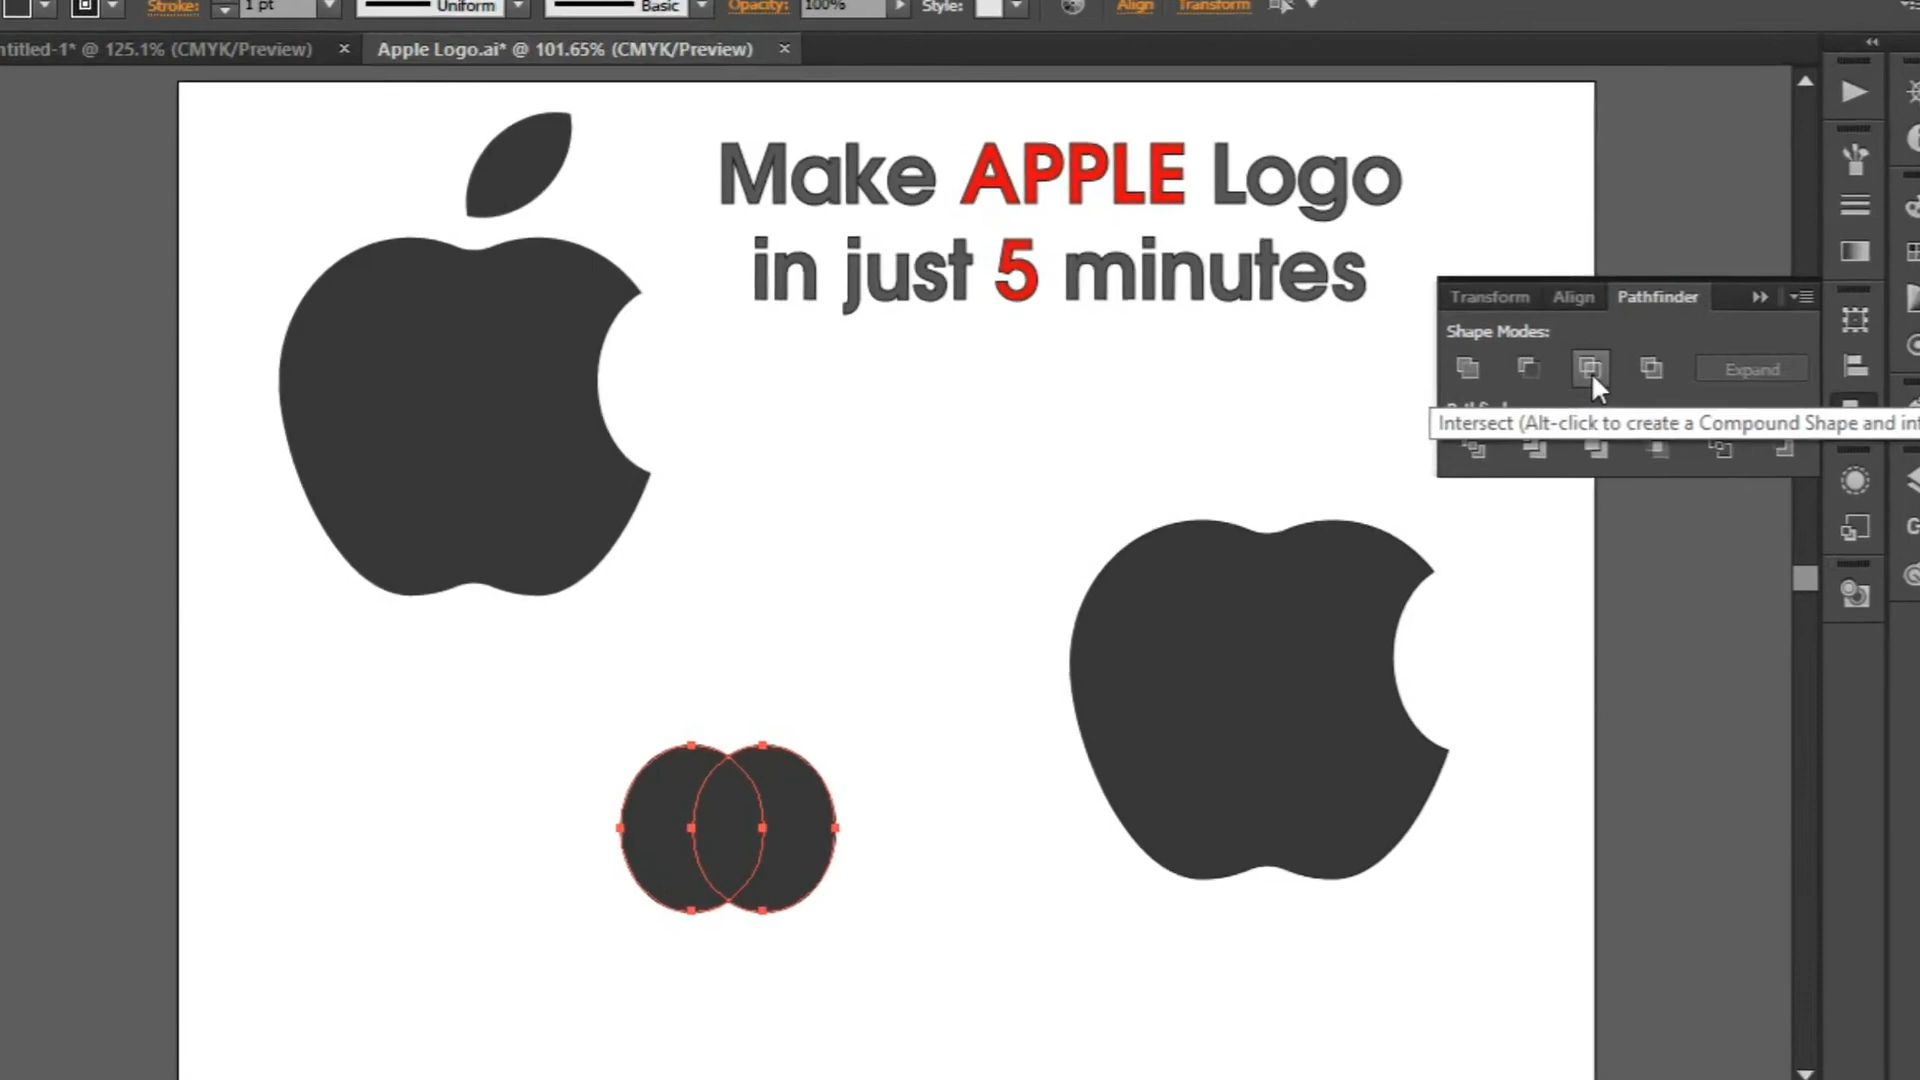 Stroke: 1 pt Uniform Basic Opacity: 100% Style: Align Transform
ntitled-1* @ 125.1% (CMYK/Preview) × Apple Logo.ai* @ 101.65% (CMYK/Preview) ×
Make APPLE Logo
in just 5 minutes
Transform Align Pathfinder
Shape Modes:
Expand
Intersect (Alt-click to create a Compound Shape and int